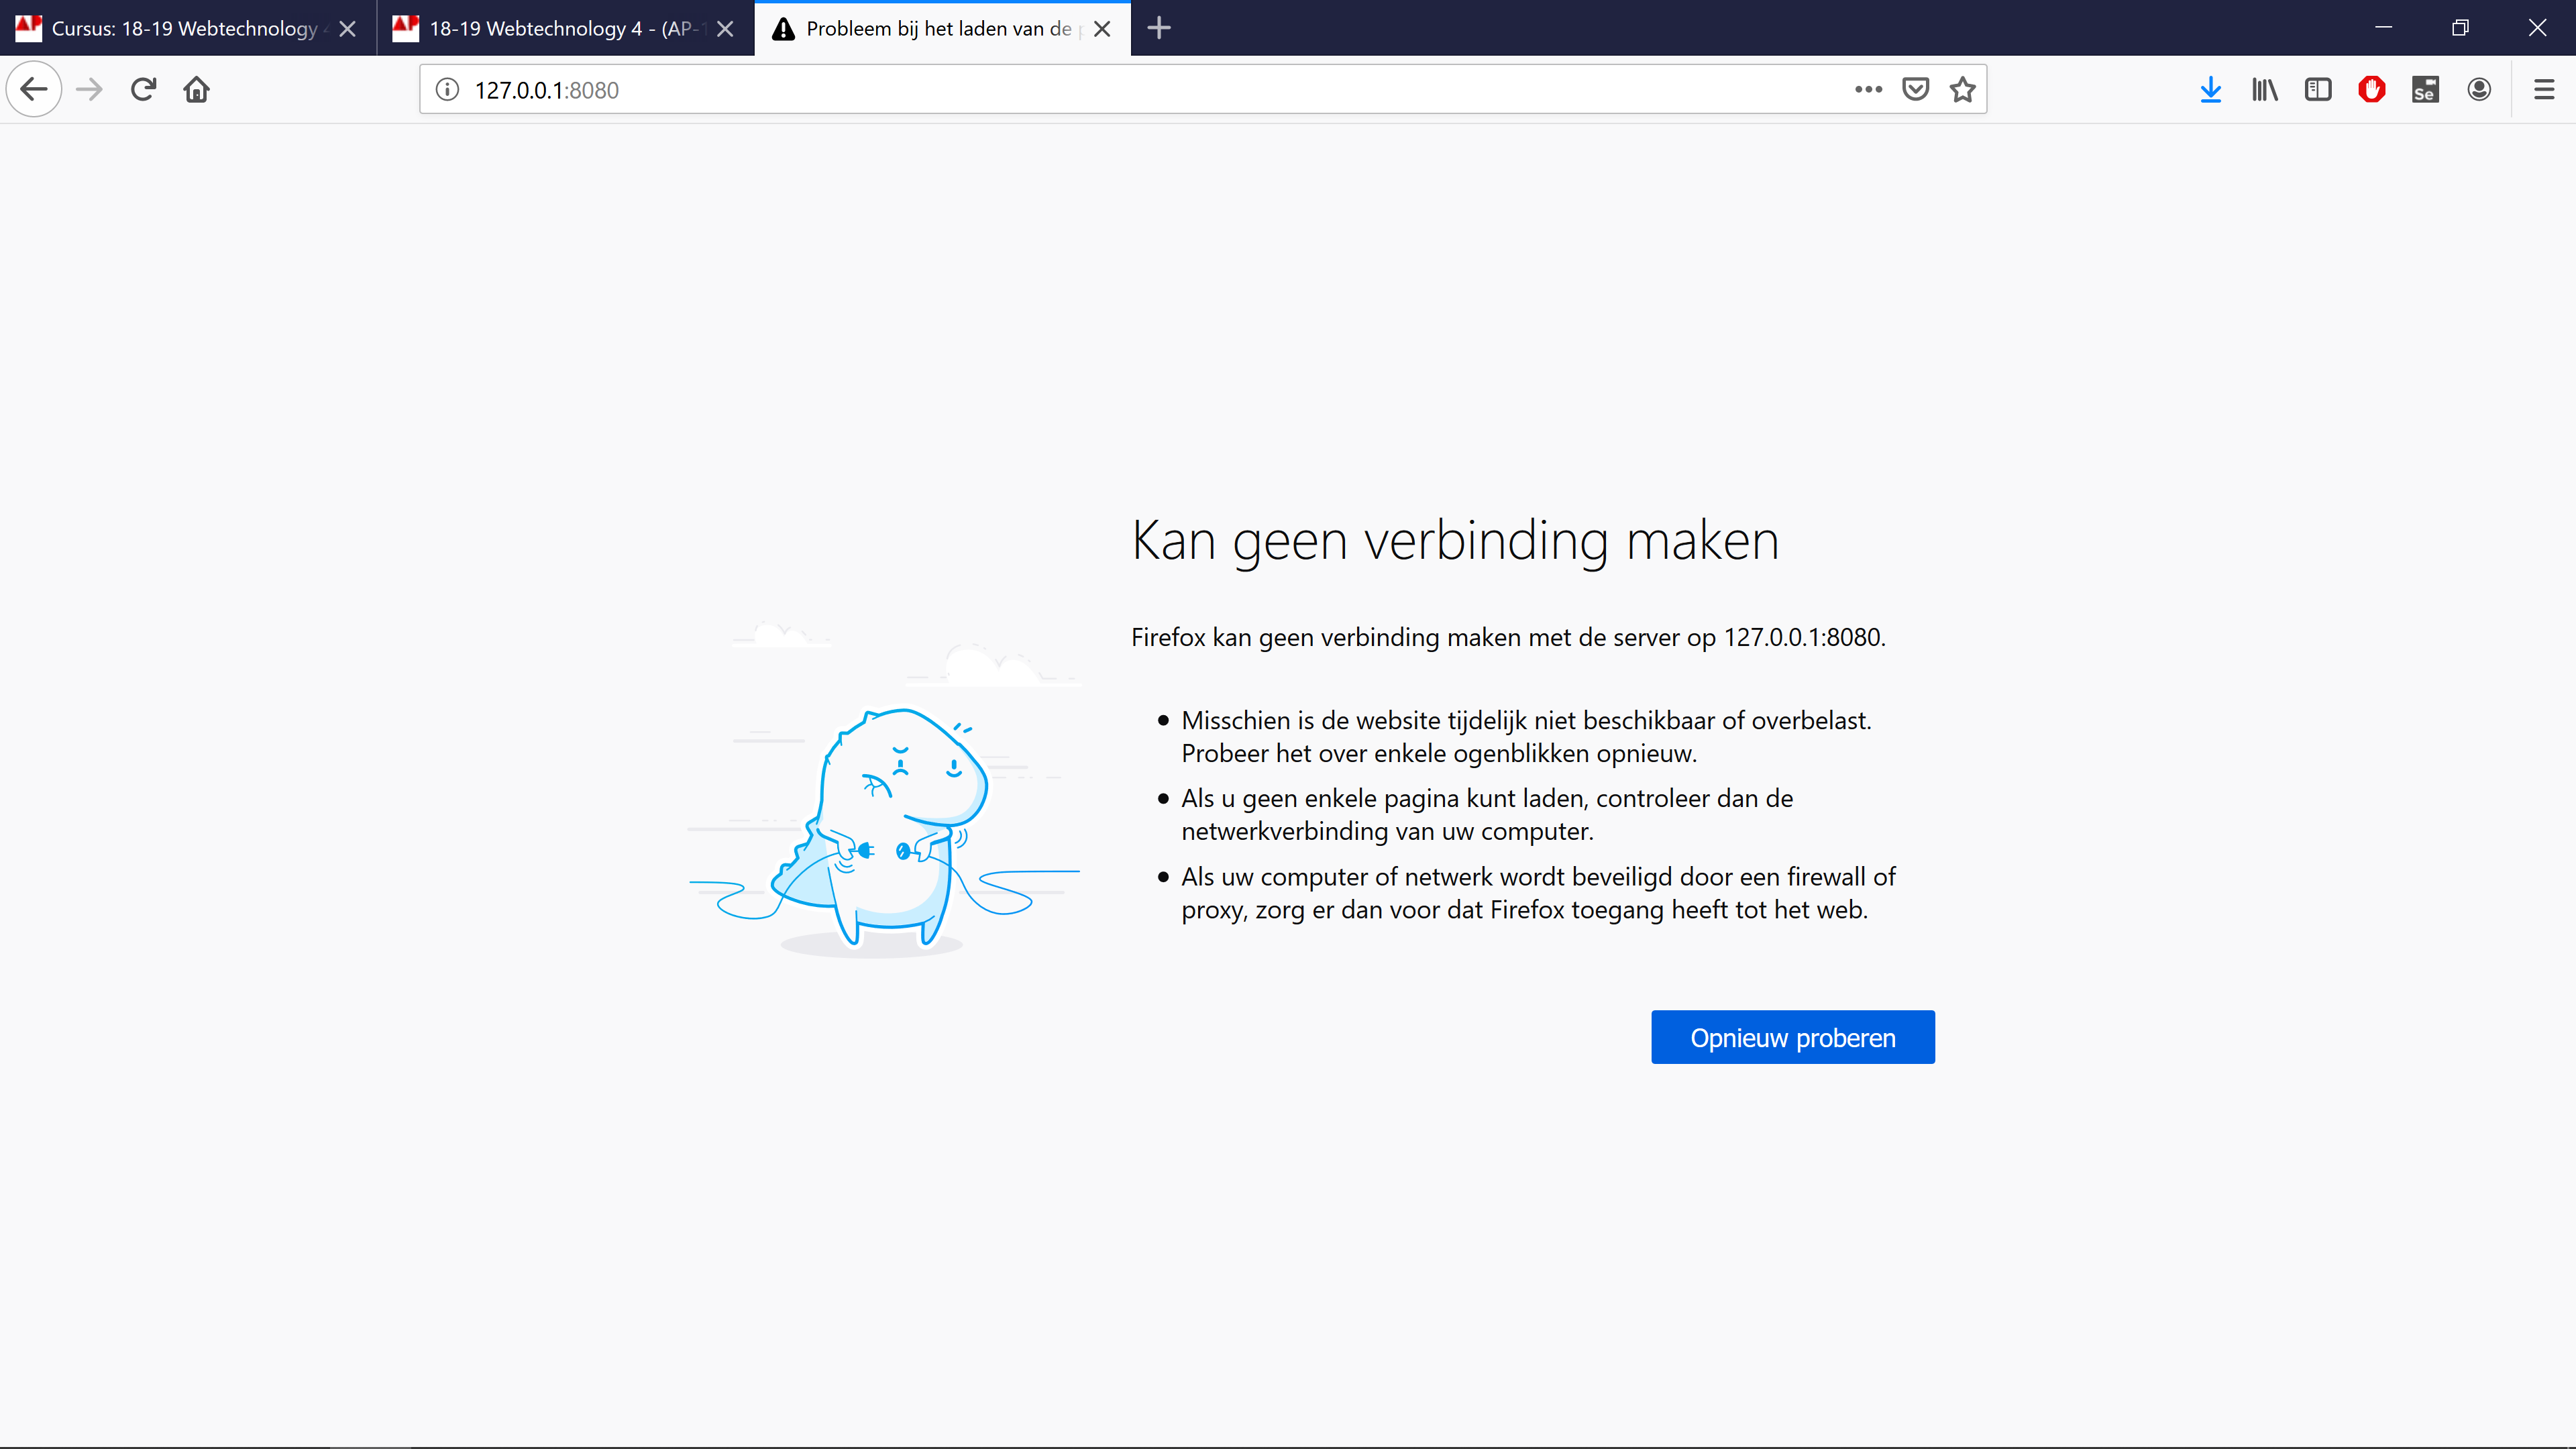 Cursus: 18-19 Webtechnology
18-19 Webtechnology 4 - (AP-
Probleem bij het laden van de
127.0.0.1:8080
Se
Kan geen verbinding maken
Firefox kan geen verbinding maken met de server op 127.0.0.1:8080.
Misschien is de website tijdelijk niet beschikbaar of overbelast.
Probeer het over enkele ogenblikken opnieuw.
Als u geen enkele pagina kunt laden, controleer dan de
netwerkverbinding van uw computer.
Als uw computer of netwerk wordt beveiligd door een firewall of
proxy, zorg er dan voor dat Firefox toegang heeft tot het web.
Opnieuw proberen